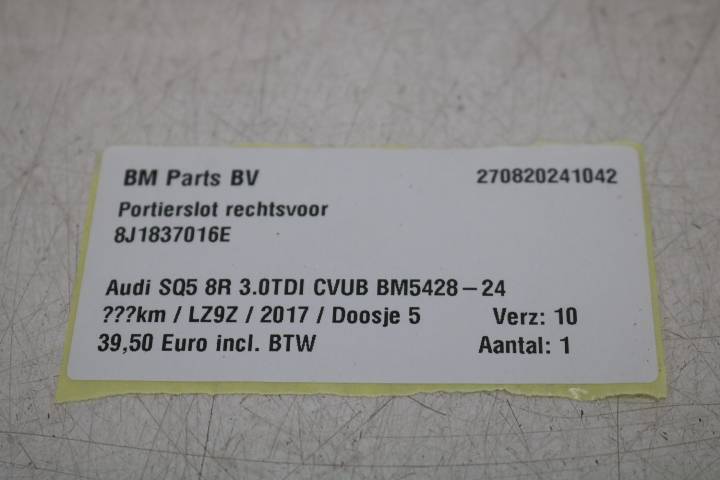 BM Parts BV 270820241042
Portierslot rechtsvoor
8J1837016E
Audi SQ5 8R 3.0TDI CVUB BM5428-24
???km / LZ9Z / 2017 / Doosje 5 Verz: 10
39,50 Euro incl. BTW Aantal: 1